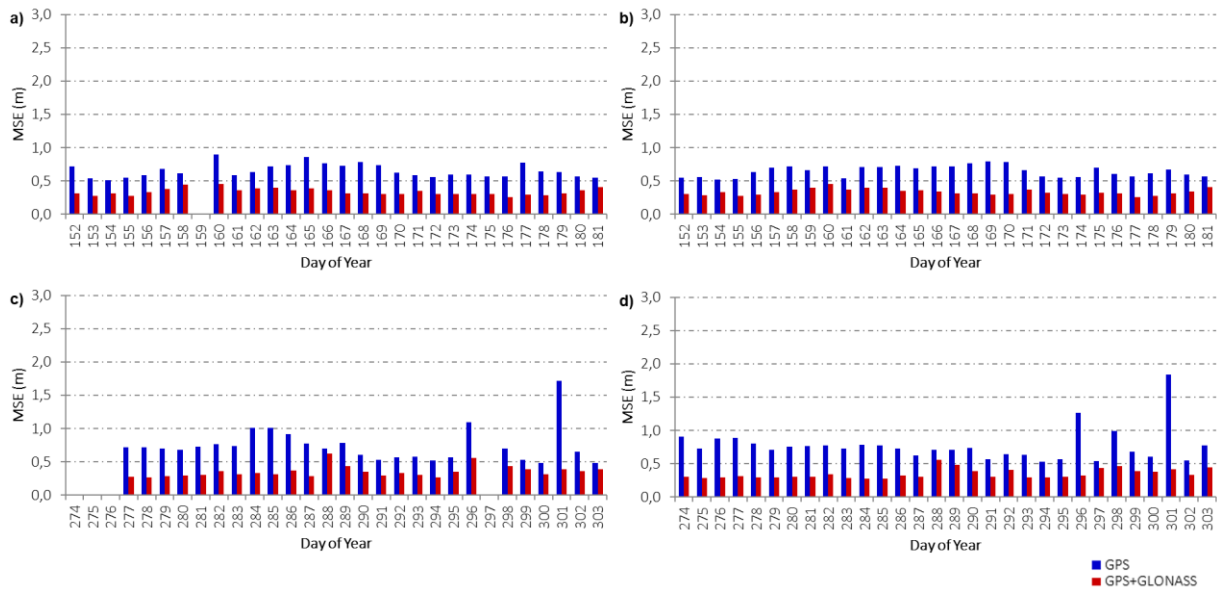 a)
3,0
2,5
2,0
1,5
1,0
0,5
0,0
MSE (m)
152 153 154 155 156 157 158 159 160 161 162 163 164 165 166 167 168 169 170 171 172 173 174 175 176 177 178 179 180 181
Day of Year
b)
3,0
2,5
2,0
1,5
1,0
0,5
0,0
MSE (m)
152 153 154 155 156 157 158 159 160 161 162 163 164 165 166 167 168 169 170 171 172 173 174 175 176 177 178 179 180 181
Day of Year
c)
3,0
2,5
2,0
1,5
1,0
0,5
0,0
MSE (m)
274 275 276 277 278 279 280 281 282 283 284 285 286 287 288 289 290 291 292 293 294 295 296 297 298 299 300 301 302 303
Day of Year
d)
3,0
2,5
2,0
1,5
1,0
0,5
0,0
MSE (m)
274 275 276 277 278 279 280 281 282 283 284 285 286 287 288 289 290 291 292 293 294 295 296 297 298 299 300 301 302 303
Day of Year
GPS
GPS+GLONASS